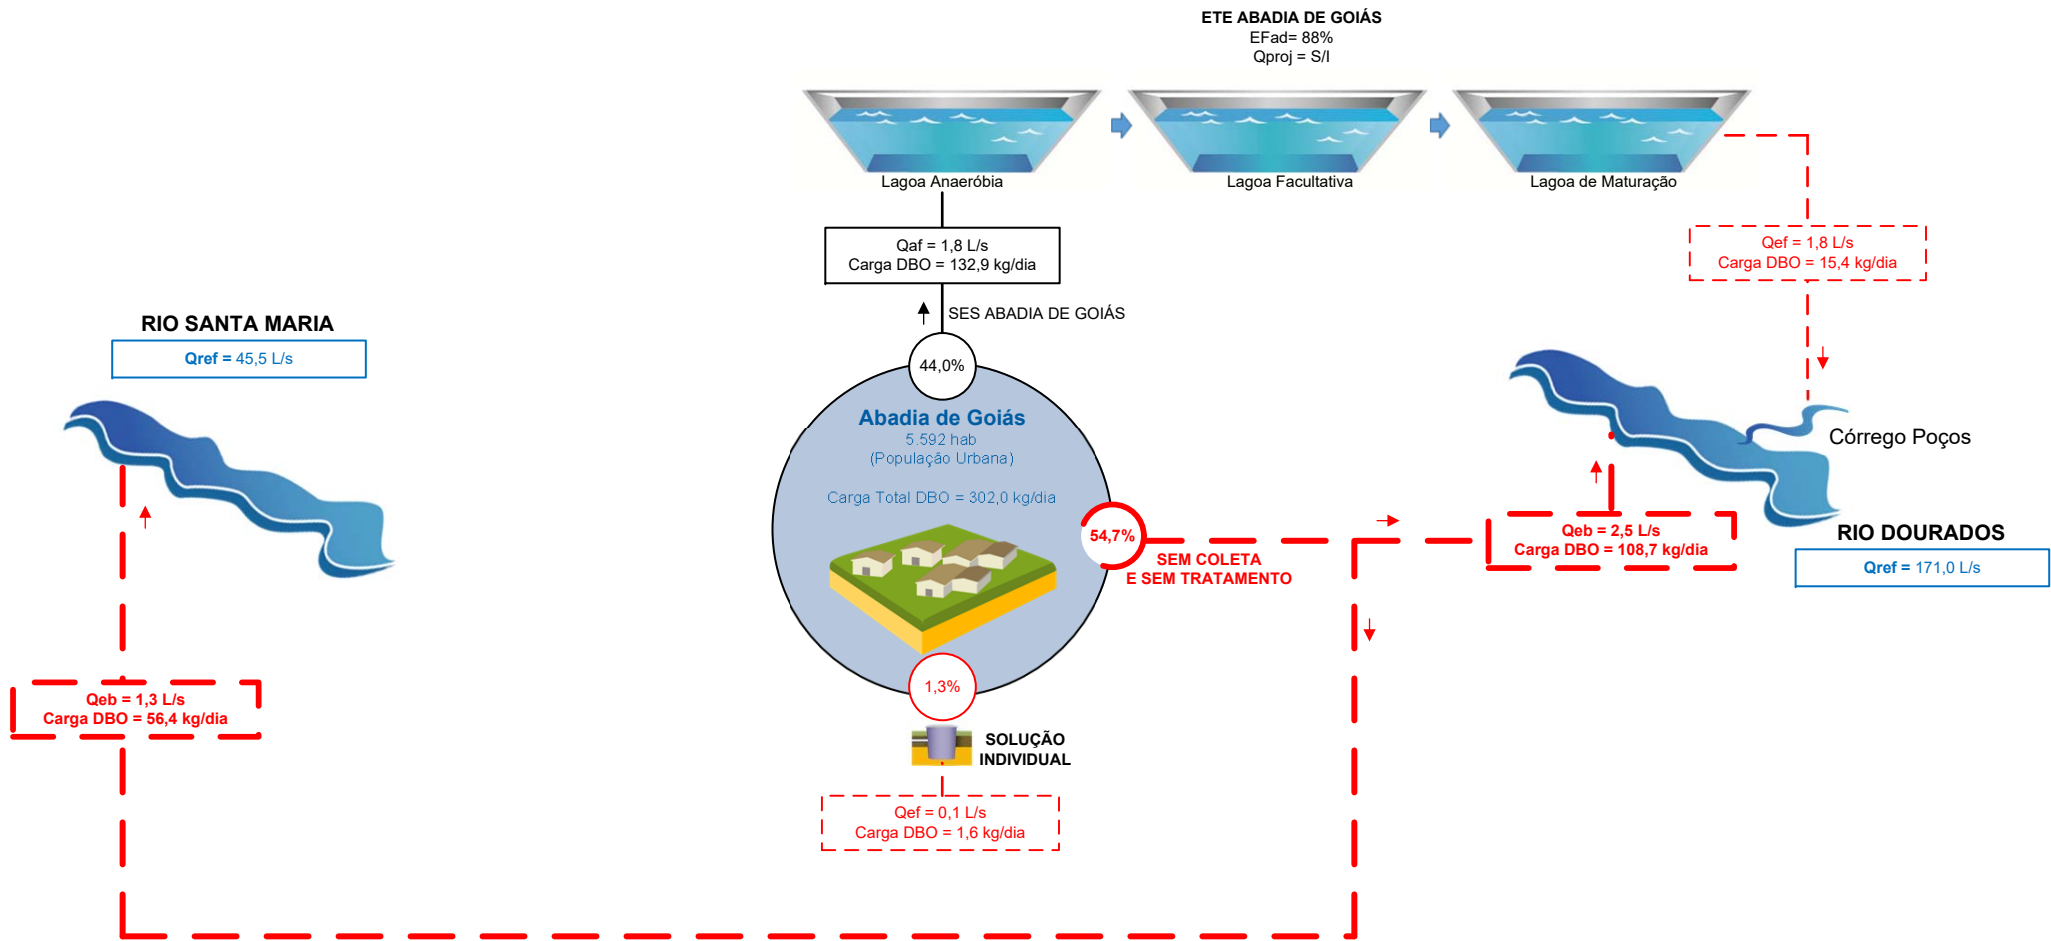 ETE ABADIA DE GOIÁS
EFad= 88%
Qproj = S/I
Lagoa Anaeróbia
Lagoa Facultativa
Lagoa de Maturação
Qaf = 1,8 L/s
Carga DBO = 132,9 kg/dia
Qef = 1,8 L/s
Carga DBO = 15,4 kg/dia
SES ABADIA DE GOIÁS
RIO SANTA MARIA
Qref = 45,5 L/s
44,0%
Abadia de Goiás
5.592 hab
(População Urbana)
Carga Total DBO = 302,0 kg/dia
Córrego Poços
54,7%
SEM COLETA
E SEM TRATAMENTO
Qeb = 2,5 L/s
Carga DBO = 108,7 kg/dia
RIO DOURADOS
Qref = 171,0 L/s
1,3%
Qeb = 1,3 L/s
Carga DBO = 56,4 kg/dia
SOLUÇÃO
INDIVIDUAL
Qef = 0,1 L/s
Carga DBO = 1,6 kg/dia